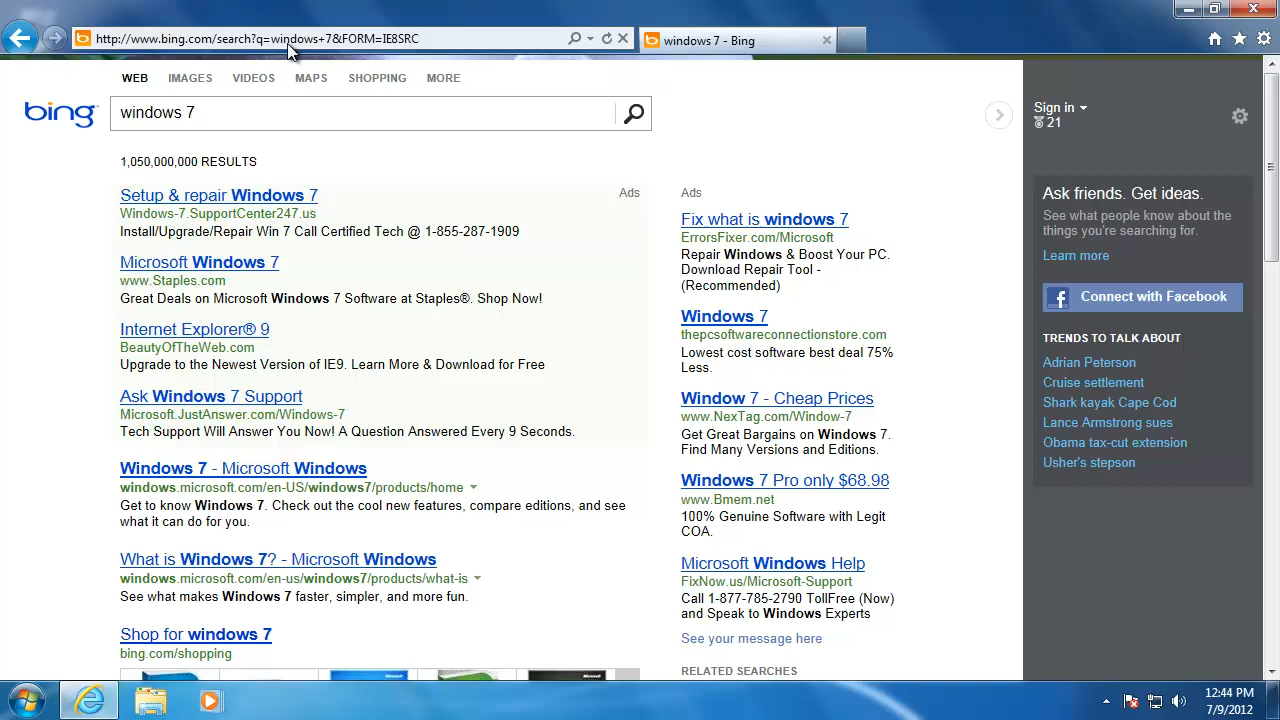 http://www.bing.com/search?q=windows+7&FORM=IE8SRC
windows 7 - Bing
WEB IMAGES VIDEOS MAPS SHOPPING MORE
bing
windows 7
Sign in
21
1,050,000,000 RESULTS
Ads
Setup & repair Windows 7
Windows-7.SupportCenter247.us
Install/Upgrade/Repair Win 7 Call Certified Tech @ 1-855-287-1909
Microsoft Windows 7
www.Staples.com
Great Deals on Microsoft Windows 7 Software at Staples®. Shop Now!
Internet Explorer® 9
BeautyOfTheWeb.com
Upgrade to the Newest Version of IE9. Learn More & Download for Free
Ask Windows 7 Support
Microsoft.JustAnswer.com/Windows-7
Tech Support Will Answer You Now! A Question Answered Every 9 Seconds.
Windows 7 - Microsoft Windows
windows.microsoft.com/en-US/windows7/products/home
Get to know Windows 7. Check out the cool new features, compare editions, and see
what it can do for you.
What is Windows 7? - Microsoft Windows
windows.microsoft.com/en-us/windows7/products/what-is
See what makes Windows 7 faster, simpler, and more fun.
Shop for windows 7
bing.com/shopping
Ads
Fix what is windows 7
ErrorsFixer.com/Microsoft
Repair Windows & Boost Your PC.
Download Repair Tool -
(Recommended)
Windows 7
thepcsoftwareconnectionstore.com
Lowest cost software best deal 75%
Less.
Window 7 - Cheap Prices
www.NexTag.com/Window-7
Get Great Bargains on Windows 7.
Find Many Versions and Editions.
Windows 7 Pro only $68.98
www.Bmem.net
100% Genuine Software with Legit
COA.
Microsoft Windows Help
FixNow.us/Microsoft-Support
Call 1-877-785-2790 TollFree (Now)
and Speak to Windows Experts
See your message here
RELATED SEARCHES
Ask friends. Get ideas.
See what people know about the
things you're searching for.
Learn more
Connect with Facebook
TRENDS TO TALK ABOUT
Adrian Peterson
Cruise settlement
Shark kayak Cape Cod
Lance Armstrong sues
Obama tax-cut extension
Usher's stepson
12:44 PM
7/9/2012